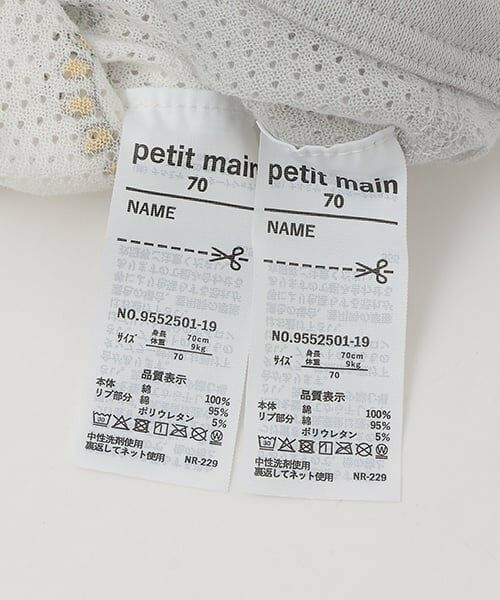 petit main
70
NAME
NO.9552501-19
サイズ 身長 70cm
体重 9kg
70
品質表示
本体 綿 100%
リブ部分 綿 95%
ポリウレタン 5%
中性洗剤使用
裏返してネット使用 NR-229
petit main
70
NAME
NO.9552501-19
サイズ 身長 70cm
体重 9kg
70
品質表示
本体 綿 100%
リブ部分 綿 95%
ポリウレタン 5%
中性洗剤使用
裏返してネット使用 NR-229